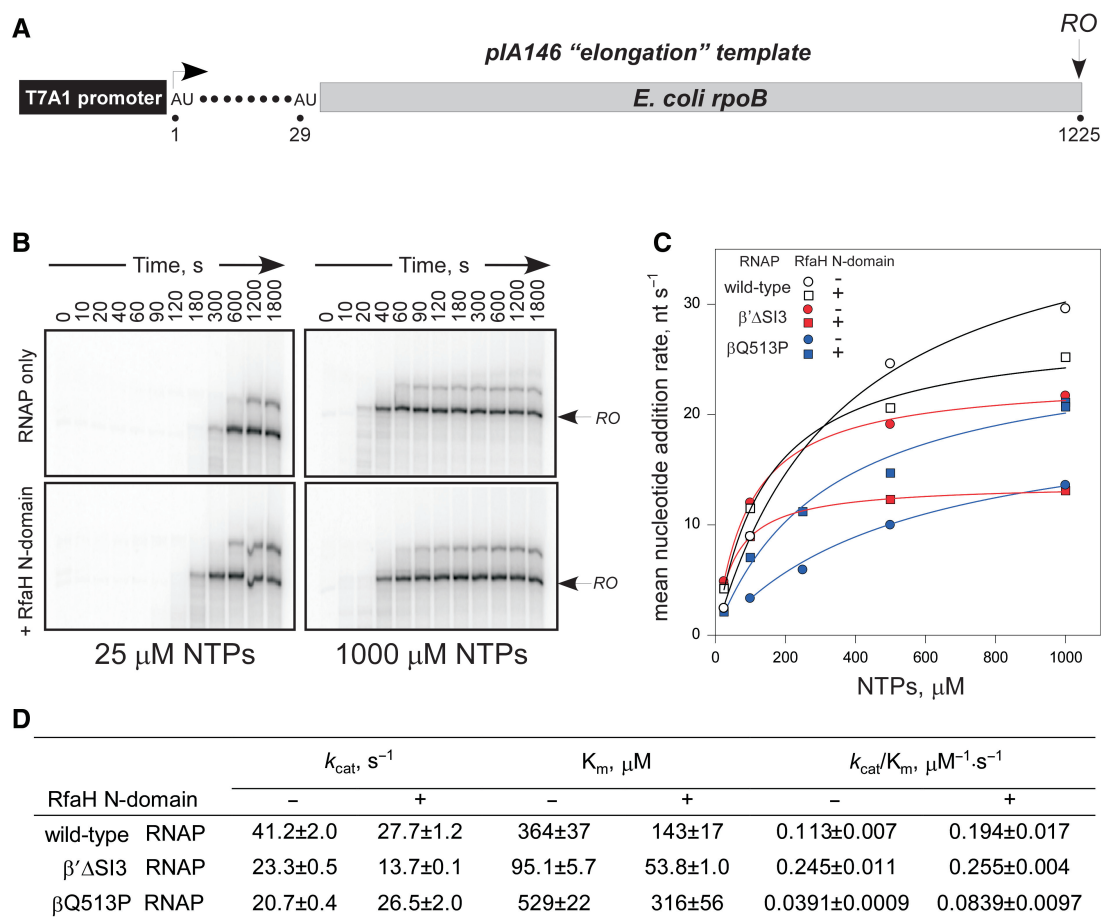 A
pIA146 “elongation” template
RO
T7A1 promoter
AU
AU
E. coli rpoB
1
29
1225
B
Time, s
Time, s
0 10 20 40 60 90 120 180 300 600 1200 1800
0 10 20 40 60 90 120 180 300 600 1200 1800
RNAP only
RO
+ RfaH N-domain
RO
25 μM NTPs
1000 μM NTPs
C
RNAP RfaH N-domain
wild-type - +
β′ΔSI3 - +
βQ513P - +
mean nucleotide addition rate, nt s−1
30
20
10
0
0 200 400 600 800 1000
NTPs, μM
D
kcat, s−1 Km, μM kcat/Km, μM−1·s−1
RfaH N-domain − + − + − +
wild-type RNAP 41.2±2.0 27.7±1.2 364±37 143±17 0.113±0.007 0.194±0.017
β′ΔSI3 RNAP 23.3±0.5 13.7±0.1 95.1±5.7 53.8±1.0 0.245±0.011 0.255±0.004
βQ513P RNAP 20.7±0.4 26.5±2.0 529±22 316±56 0.0391±0.0009 0.0839±0.0097